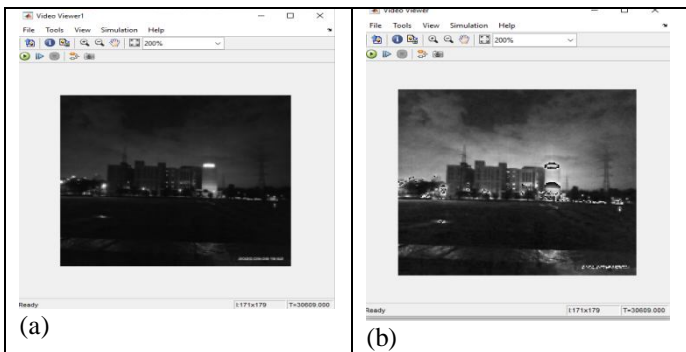 Video Viewer1
File Tools View Simulation Help
200%
Ready
I:171x179 T=30609.000
(a)
Video Viewer
File Tools View Simulation Help
200%
Ready
I:171x179 T=30609.000
(b)